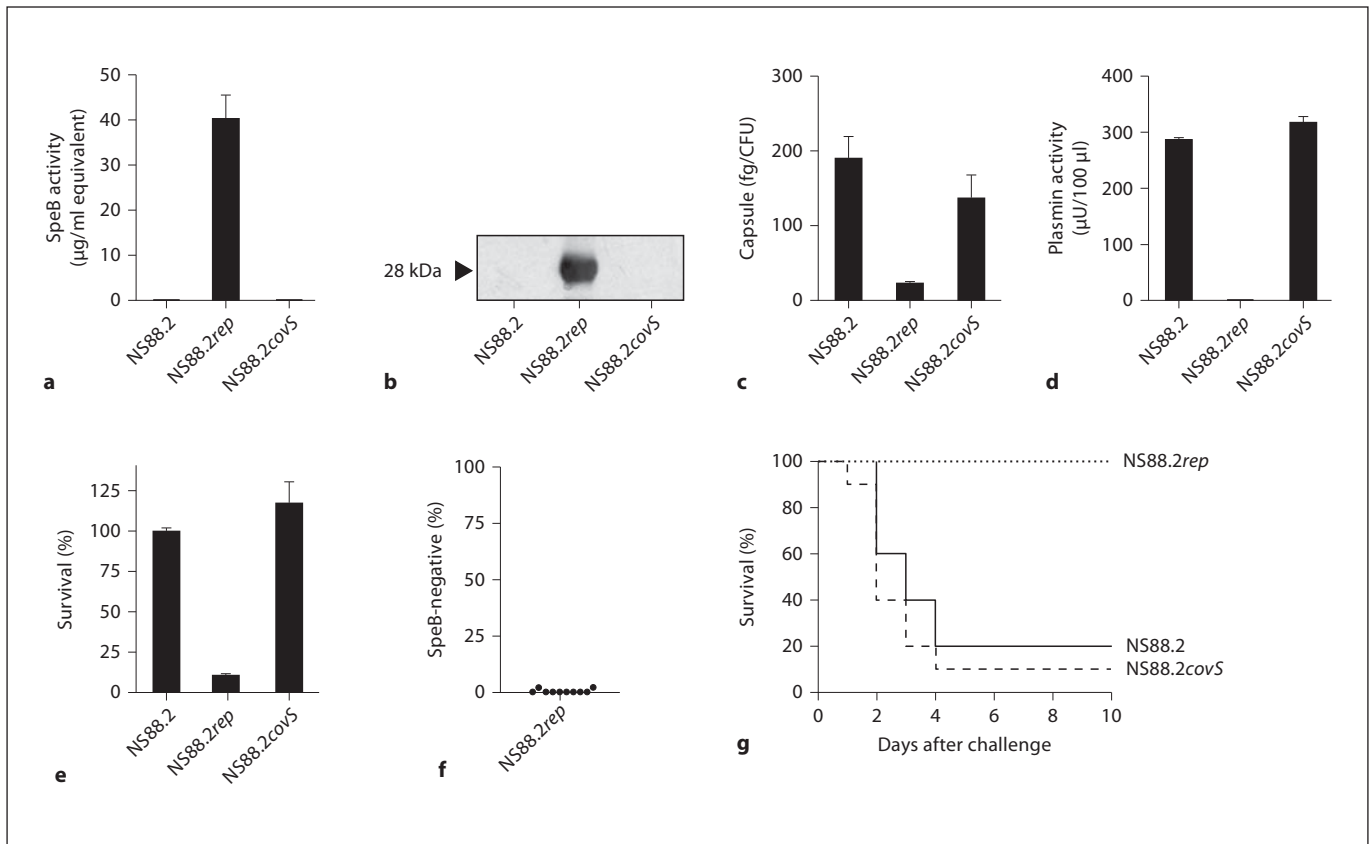 50
40
30
20
10
0
SpeB activity
(µg/ml equivalent)
NS88.2
NS88.2rep
NS88.2covS
a
28 kDa
NS88.2
NS88.2rep
NS88.2covS
b
300
200
100
0
Capsule (fg/CFU)
NS88.2
NS88.2rep
NS88.2covS
c
400
300
200
100
0
Plasmin activity
(µU/100 µl)
NS88.2
NS88.2rep
NS88.2covS
d
125
100
75
50
25
0
Survival (%)
NS88.2
NS88.2rep
NS88.2covS
e
100
75
50
25
0
SpeB-negative (%)
NS88.2rep
f
100
80
60
40
20
0
Survival (%)
NS88.2rep
NS88.2
NS88.2covS
0 2 4 6 8 10
Days after challenge
g